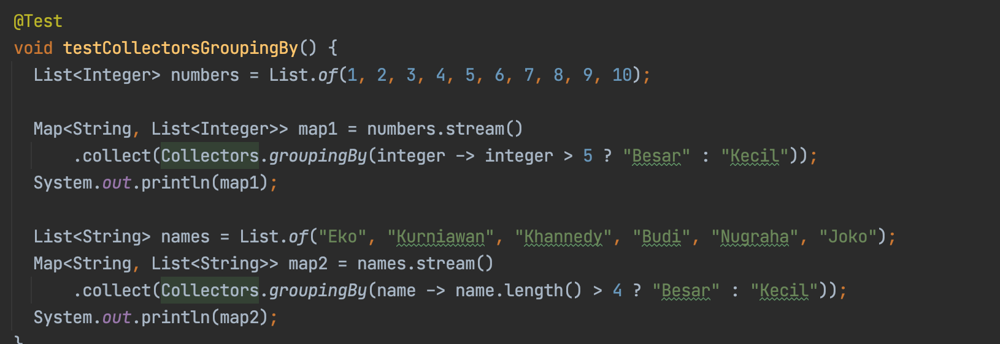 @Test
void testCollectorsGroupingBy() {
List<Integer> numbers = List.of(1, 2, 3, 4, 5, 6, 7, 8, 9, 10);
Map<String, List<Integer>> map1 = numbers.stream()
.collect(Collectors.groupingBy(integer -> integer > 5 ? "Besar" : "Kecil"));
System.out.println(map1);
List<String> names = List.of("Eko", "Kurniawan", "Khannedy", "Budi", "Nugraha", "Joko");
Map<String, List<String>> map2 = names.stream()
.collect(Collectors.groupingBy(name -> name.length() > 4 ? "Besar" : "Kecil"));
System.out.println(map2);
}